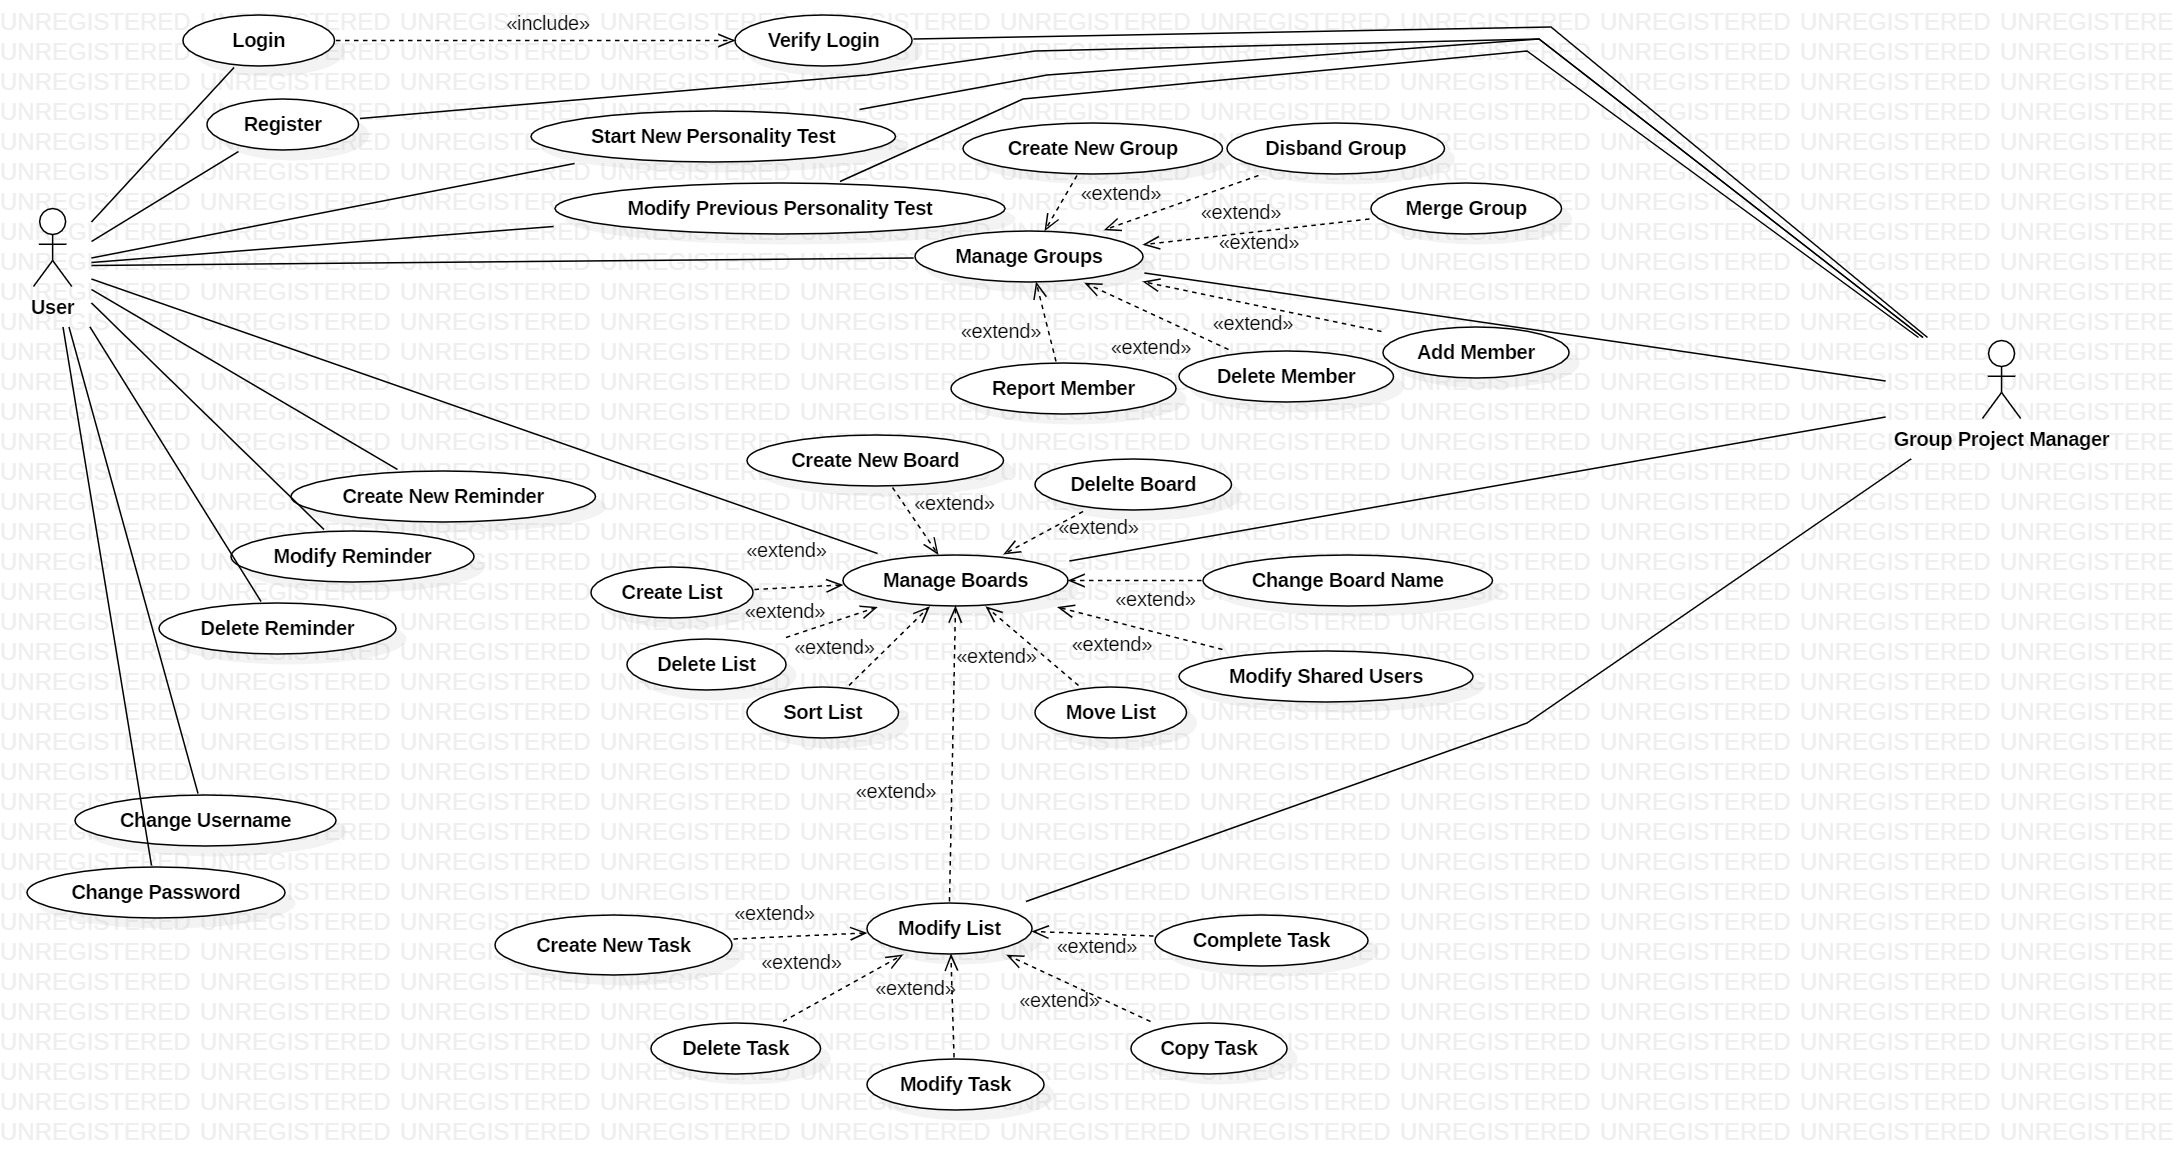 «include»
Login
Verify Login
Register
Start New Personality Test
Create New Group
Disband Group
«extend»
Modify Previous Personality Test
Merge Group
«extend»
«extend»
Manage Groups
User
«extend»
«extend»
«extend»
Add Member
Delete Member
Report Member
Group Project Manager
Create New Board
Delelte Board
Create New Reminder
«extend»
«extend»
«extend»
Modify Reminder
Manage Boards
Change Board Name
Create List
«extend»
«extend»
Delete Reminder
«extend»
«extend»
«extend»
Delete List
Modify Shared Users
Sort List
Move List
«extend»
Change Username
Change Password
«extend»
Modify List
Create New Task
Complete Task
«extend»
«extend»
«extend»
«extend»
Delete Task
Copy Task
Modify Task
UNREGISTERED